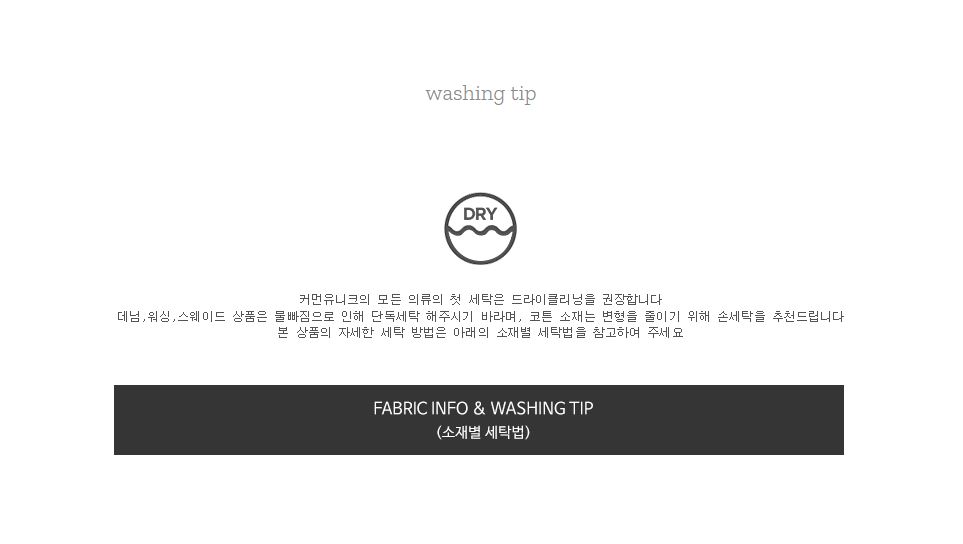 washing tip
DRY
커먼유니크의 모든 의류의 첫 세탁은 드라이클리닝을 권장합니다
데님,워싱,스웨이드 상품은 물빠짐으로 인해 단독세탁 해주시기 바라며, 코튼 소재는 변형을 줄이기 위해 손세탁을 추천드립니다
본 상품의 자세한 세탁 방법은 아래의 소재별 세탁법을 참고하여 주세요
FABRIC INFO & WASHING TIP
(소재별 세탁법)